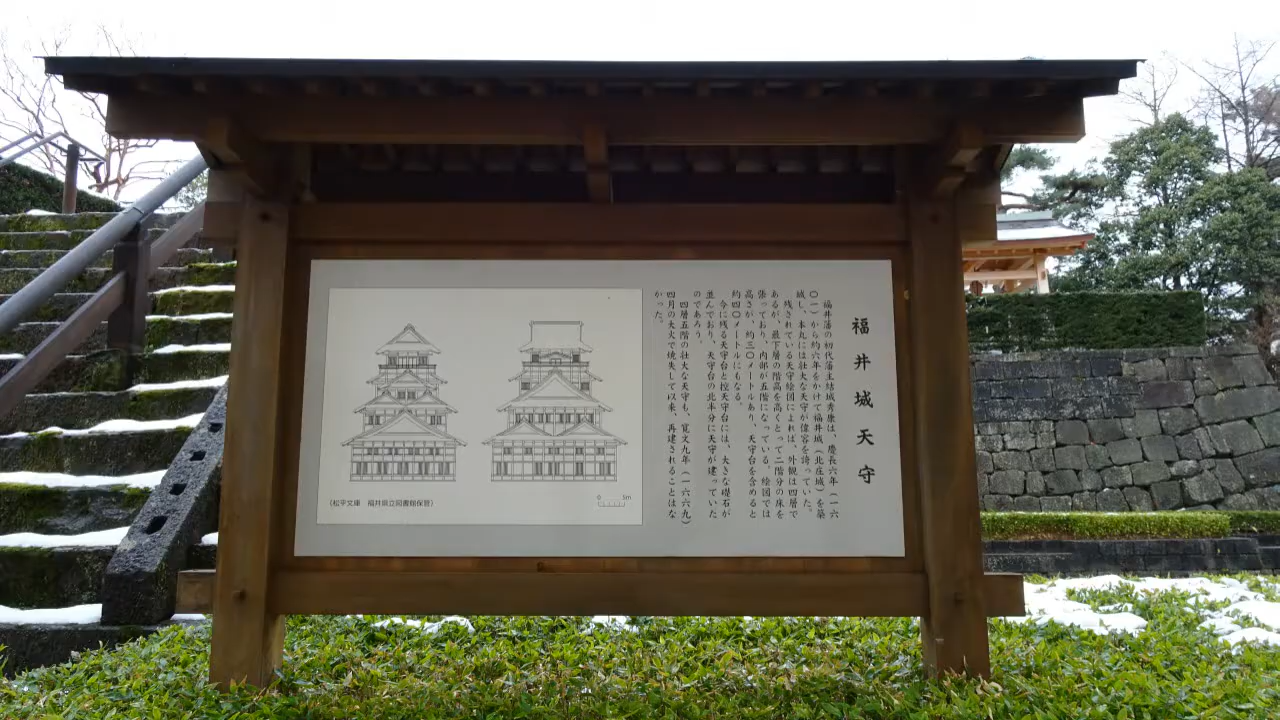 福井城天守
福井藩の初代藩主結城秀康は、慶長六年(一六
〇一)から約六年をかけて福井城(北庄城)を築
城し、本丸には壮大な天守が偉容を誇っていた。
残されている天守絵図によれば、外観は四層で
あるが、最下層の階高を高くとって二階分の床を
張っており、内部が五階になっている。絵図では
高さが、約三〇メートルあり、天守台を含めると
約四〇メートルにもなる。
今に残る天守台と控天守台には、大きな礎石が
並んでおり、天守台の北半分に天守が建っていた
のであろう。
四層五階の壮大な天守も、寛文九年(一六六九)
四月の大火で焼失して以来、再建されることはな
かった。
(松平文庫 福井県立図書館保管)
0 5m